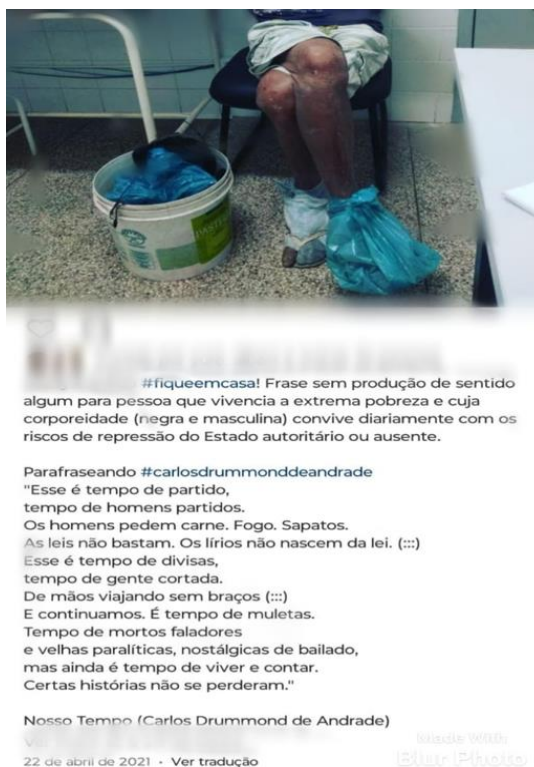 #fiqueemcasa! Frase sem produção de sentido
algum para pessoa que vivencia a extrema pobreza e cuja
corporeidade (negra e masculina) convive diariamente com os
riscos de repressão do Estado autoritário ou ausente.
Parafraseando #carlosdrummonddeandrade
"Esse é tempo de partido,
tempo de homens partidos.
Os homens pedem carne. Fogo. Sapatos.
As leis não bastam. Os lírios não nascem da lei. (:::)
Esse é tempo de divisas,
tempo de gente cortada.
De mãos viajando sem braços (:::)
E continuamos. É tempo de muletas.
Tempo de mortos faladores
e velhas paralíticas, nostálgicas de bailado,
mas ainda é tempo de viver e contar.
Certas histórias não se perderam."
Nosso Tempo (Carlos Drummond de Andrade)
22 de abril de 2021 · Ver tradução
Made With
Blur Photo